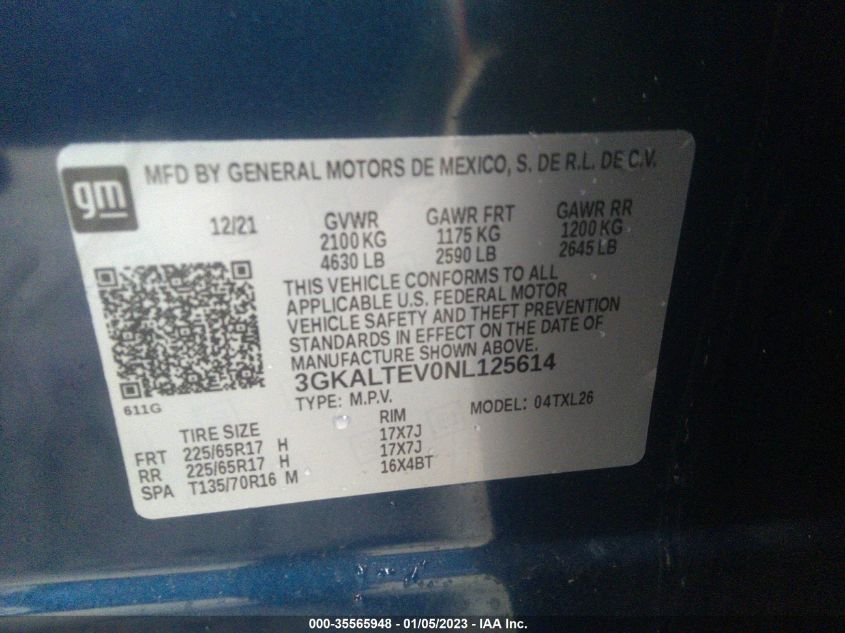 gm
MFD BY GENERAL MOTORS DE MEXICO, S. DE R.L. DE C.V.
12/21 GVWR GAWR FRT GAWR RR
2100 KG 1175 KG 1200 KG
4630 LB 2590 LB 2645 LB
THIS VEHICLE CONFORMS TO ALL
APPLICABLE U.S. FEDERAL MOTOR
VEHICLE SAFETY AND THEFT PREVENTION
STANDARDS IN EFFECT ON THE DATE OF
MANUFACTURE SHOWN ABOVE.
3GKALTEV0NL125614
611G
TYPE: M.P.V. MODEL: 04TXL26
TIRE SIZE RIM
FRT 225/65R17 H 17X7J
RR 225/65R17 H 17X7J
SPA T135/70R16 M 16X4BT
000-35565948 - 01/05/2023 - IAA Inc.